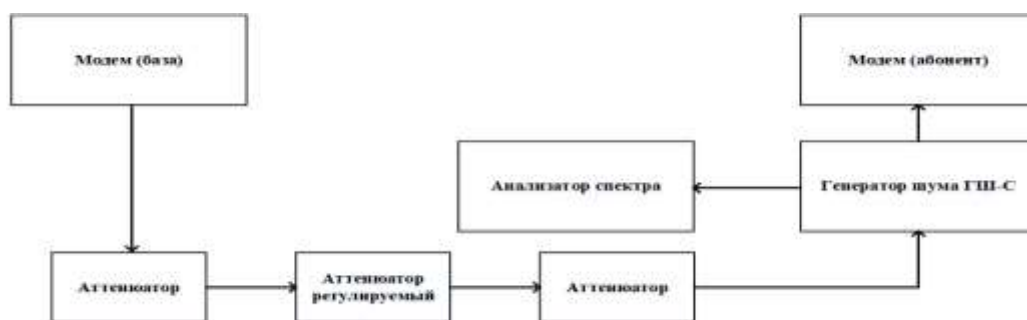 Модем (база)
Модем (абонент)
Анализатор спектра
Генератор шума ГШ-С
Аттенюатор
Аттенюатор
регулируемый
Аттенюатор